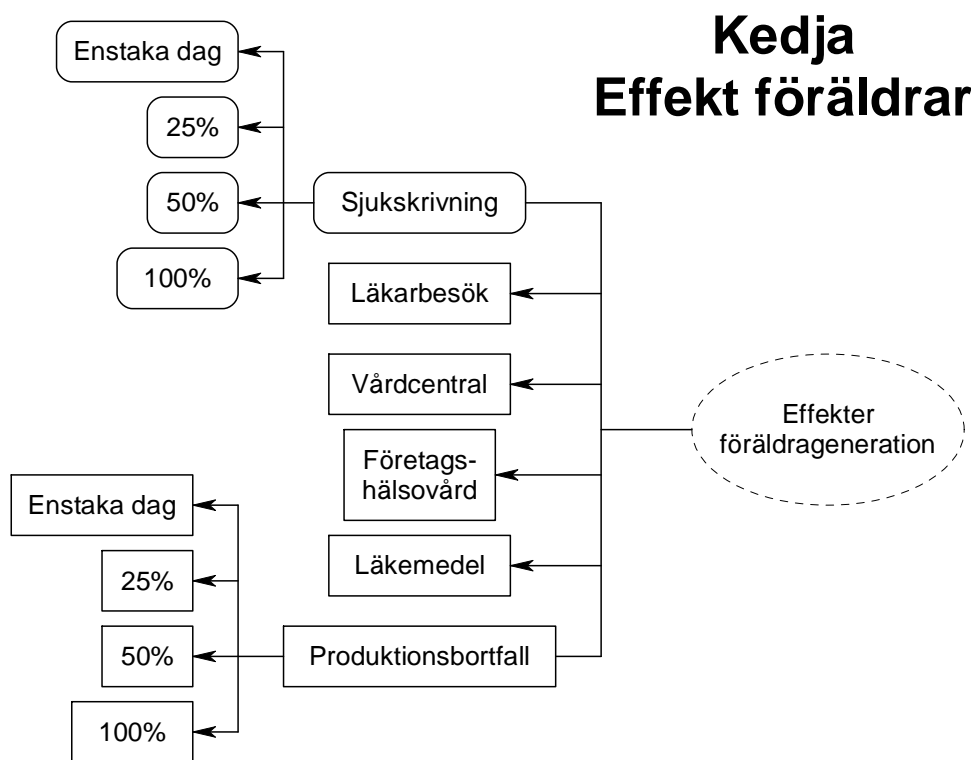 Kedja
Effekt föräldrar
Enstaka dag
25%
50%
100%
Sjukskrivning
Läkarbesök
Vårdcentral
Företags-
hälsovård
Läkemedel
Produktionsbortfall
Effekter
föräldrageneration
Enstaka dag
25%
50%
100%